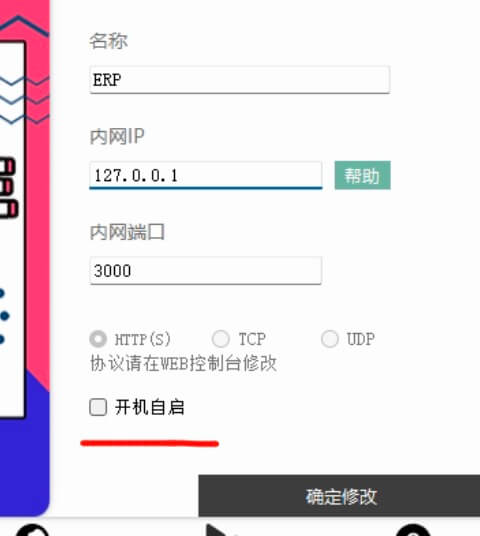 名称
ERP
内网IP
127.0.0.1
帮助
内网端口
3000
HTTP(S) TCP UDP
协议请在WEB控制台修改
开机自启
确定修改